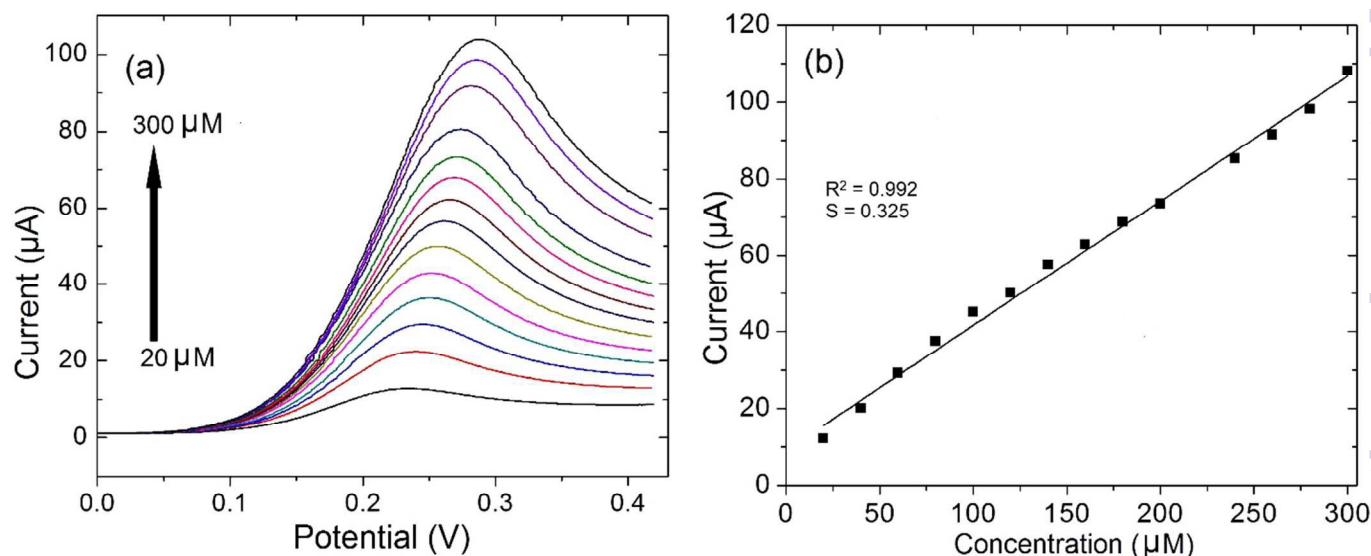 (a)
300 µM
20 µM
Current (µA)
100
80
60
40
20
0
0.0 0.1 0.2 0.3 0.4
Potential (V)
(b)
R² = 0.992
S = 0.325
Current (µA)
120
100
80
60
40
20
0
0 50 100 150 200 250 300
Concentration (µM)